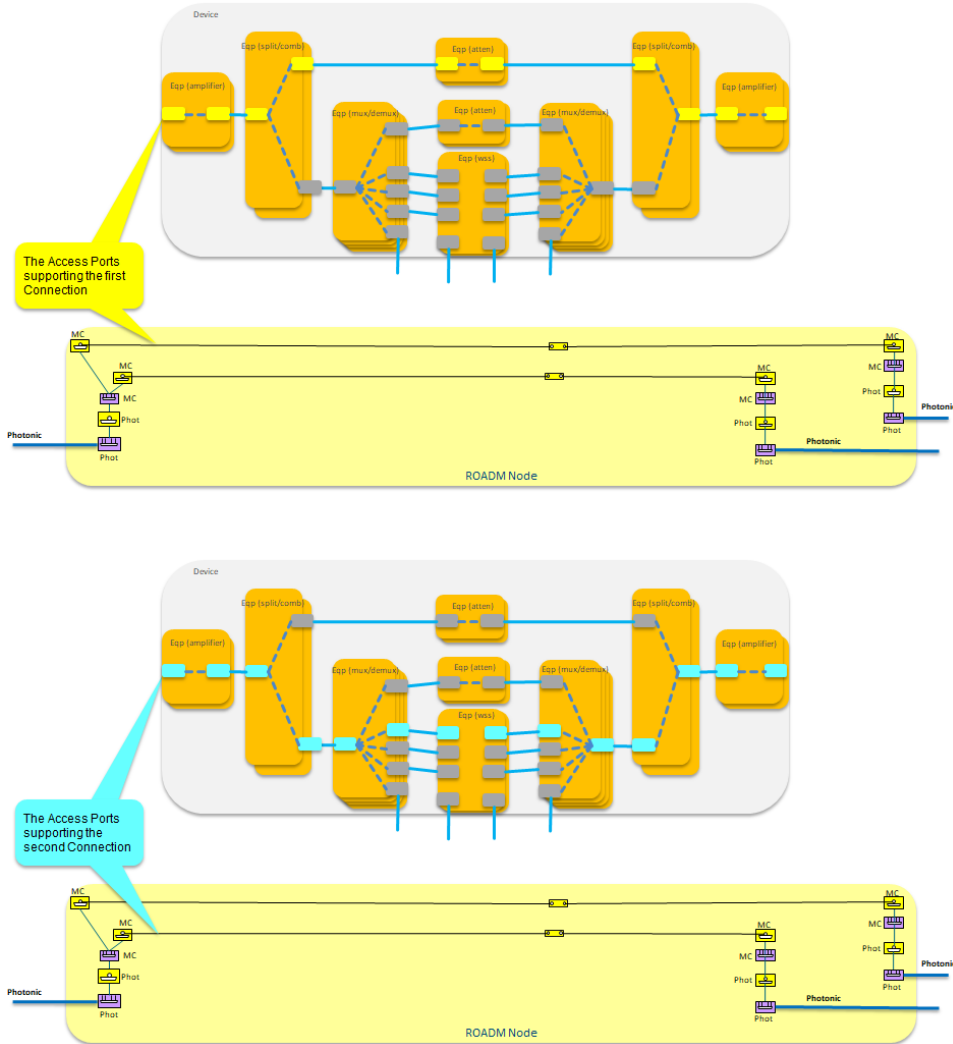 Device
Eqp (split/comb)
Eqp (atten)
Eqp (split/comb)
Eqp (amplifier)
Eqp (amplifier)
Eqp (mux/demux)
Eqp (atten)
Eqp (mux/demux)
Eqp (wss)
The Access Ports
supporting the first
Connection
MC
MC
MC
MC
MC
MC
Phot
Phot
Phot
Photonic
Photonic
Photonic
Phot
Phot
Phot
ROADM Node
Device
Eqp (split/comb)
Eqp (atten)
Eqp (split/comb)
Eqp (amplifier)
Eqp (amplifier)
Eqp (mux/demux)
Eqp (atten)
Eqp (mux/demux)
Eqp (wss)
The Access Ports
supporting the
second Connection
MC
MC
MC
MC
MC
MC
MC
Phot
Phot
Photonic
Phot
Photonic
Phot
Photonic
Phot
Phot
ROADM Node